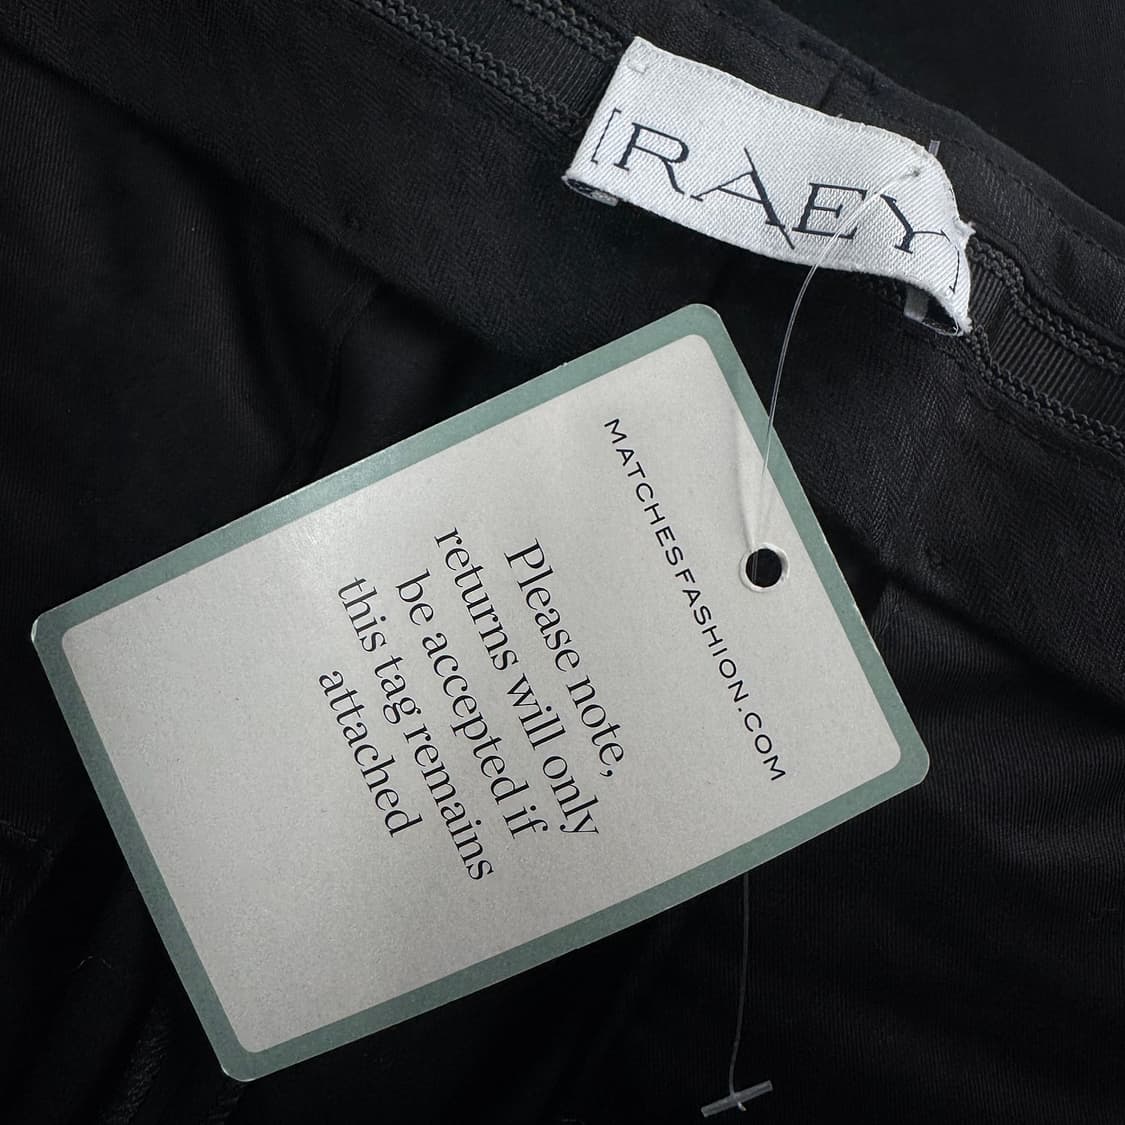 [RAEY]
MATCHESFASHION.COM
Please note,
returns will only
be accepted if
this tag remains
attached